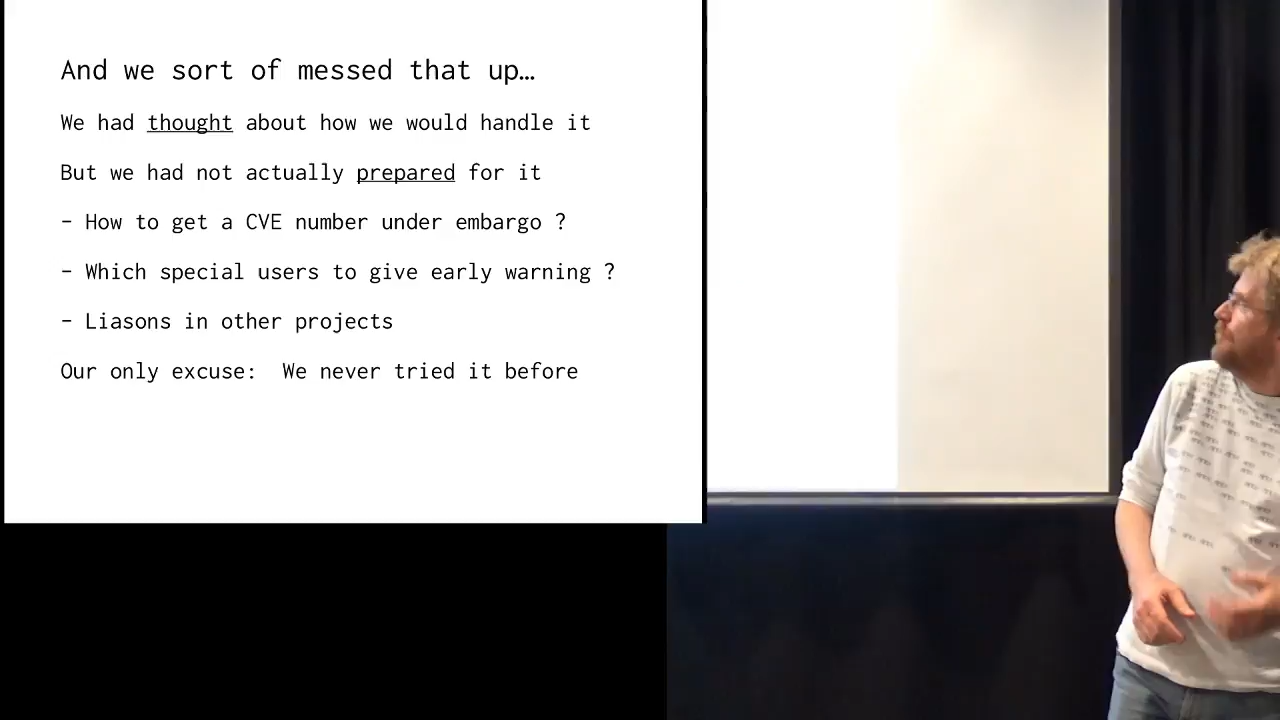 And we sort of messed that up…
We had thought about how we would handle it
But we had not actually prepared for it
- How to get a CVE number under embargo ?
- Which special users to give early warning ?
- Liasons in other projects
Our only excuse:  We never tried it before